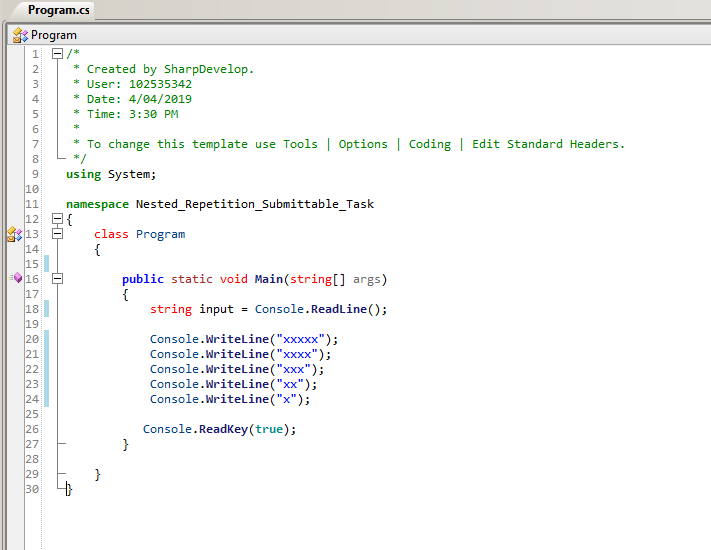 Program.cs
Program
1 /*
2 * Created by SharpDevelop.
3 * User: 102535342
4 * Date: 4/04/2019
5 * Time: 3:30 PM
6 *
7 * To change this template use Tools | Options | Coding | Edit Standard Headers.
8 */
9 using System;
10
11 namespace Nested_Repetition_Submittable_Task
12 {
13 class Program
14 {
15
16 public static void Main(string[] args)
17 {
18 string input = Console.ReadLine();
19
20 Console.WriteLine("xxxxx");
21 Console.WriteLine("xxxx");
22 Console.WriteLine("xxx");
23 Console.WriteLine("xx");
24 Console.WriteLine("x");
25
26 Console.ReadKey(true);
27 }
28
29 }
30 }